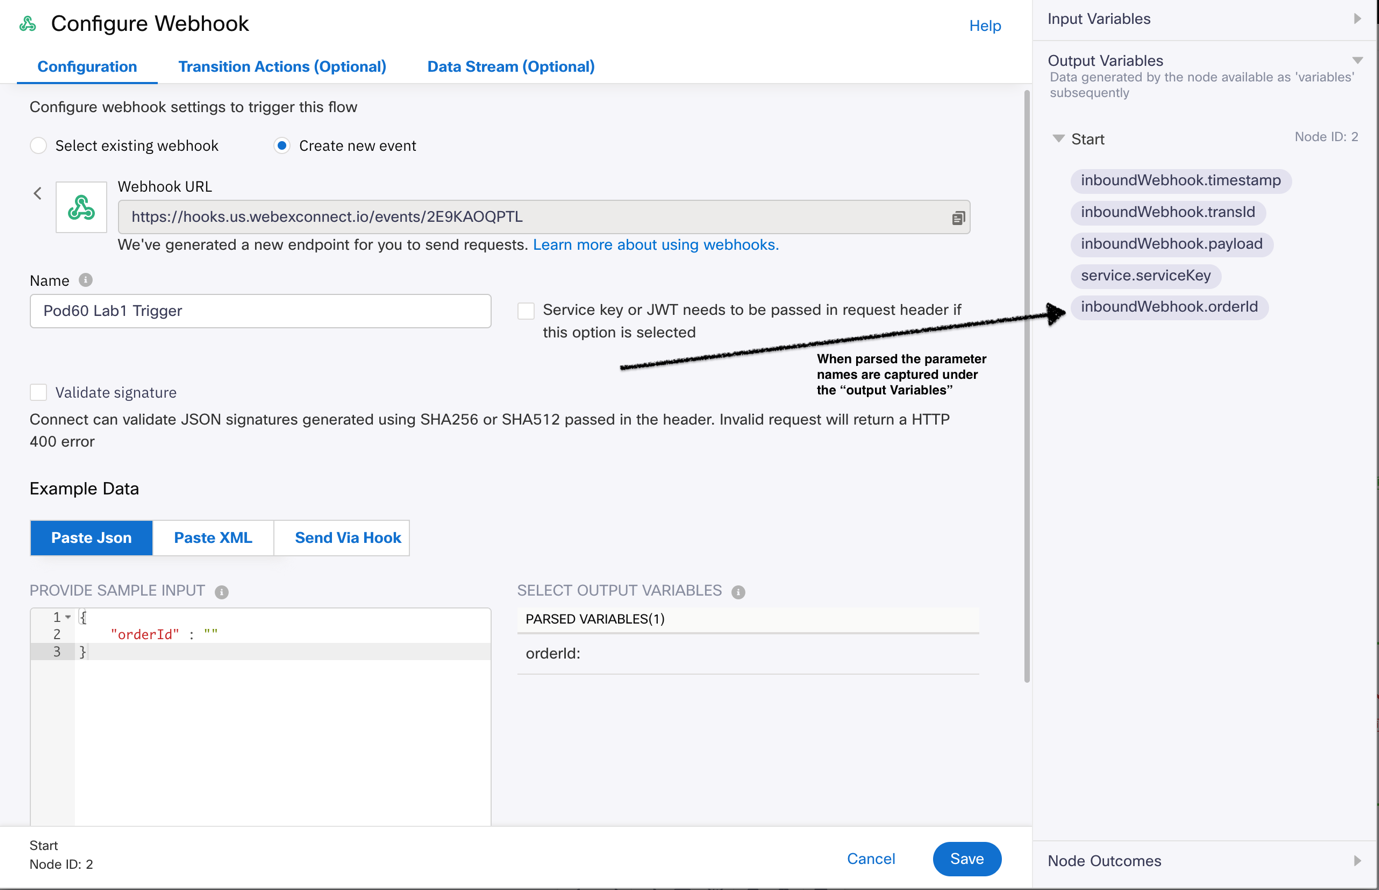 Configure Webhook
Help
Configuration
Transition Actions (Optional)
Data Stream (Optional)
Configure webhook settings to trigger this flow
Select existing webhook
Create new event
Webhook URL
https://hooks.us.webexconnect.io/events/2E9KAOQPTL
We've generated a new endpoint for you to send requests. Learn more about using webhooks.
Name
Pod60 Lab1 Trigger
Service key or JWT needs to be passed in request header if
this option is selected
When parsed the parameter
names are captured under
the “output Variables”
Validate signature
Connect can validate JSON signatures generated using SHA256 or SHA512 passed in the header. Invalid request will return a HTTP
400 error
Example Data
Paste Json
Paste XML
Send Via Hook
PROVIDE SAMPLE INPUT
1 {
2 "orderId" : ""
3 }
SELECT OUTPUT VARIABLES
PARSED VARIABLES(1)
orderId:
Start
Node ID: 2
Cancel
Save
Input Variables
Output Variables
Data generated by the node available as 'variables'
subsequently
Start
Node ID: 2
inboundWebhook.timestamp
inboundWebhook.transId
inboundWebhook.payload
service.serviceKey
inboundWebhook.orderId
Node Outcomes